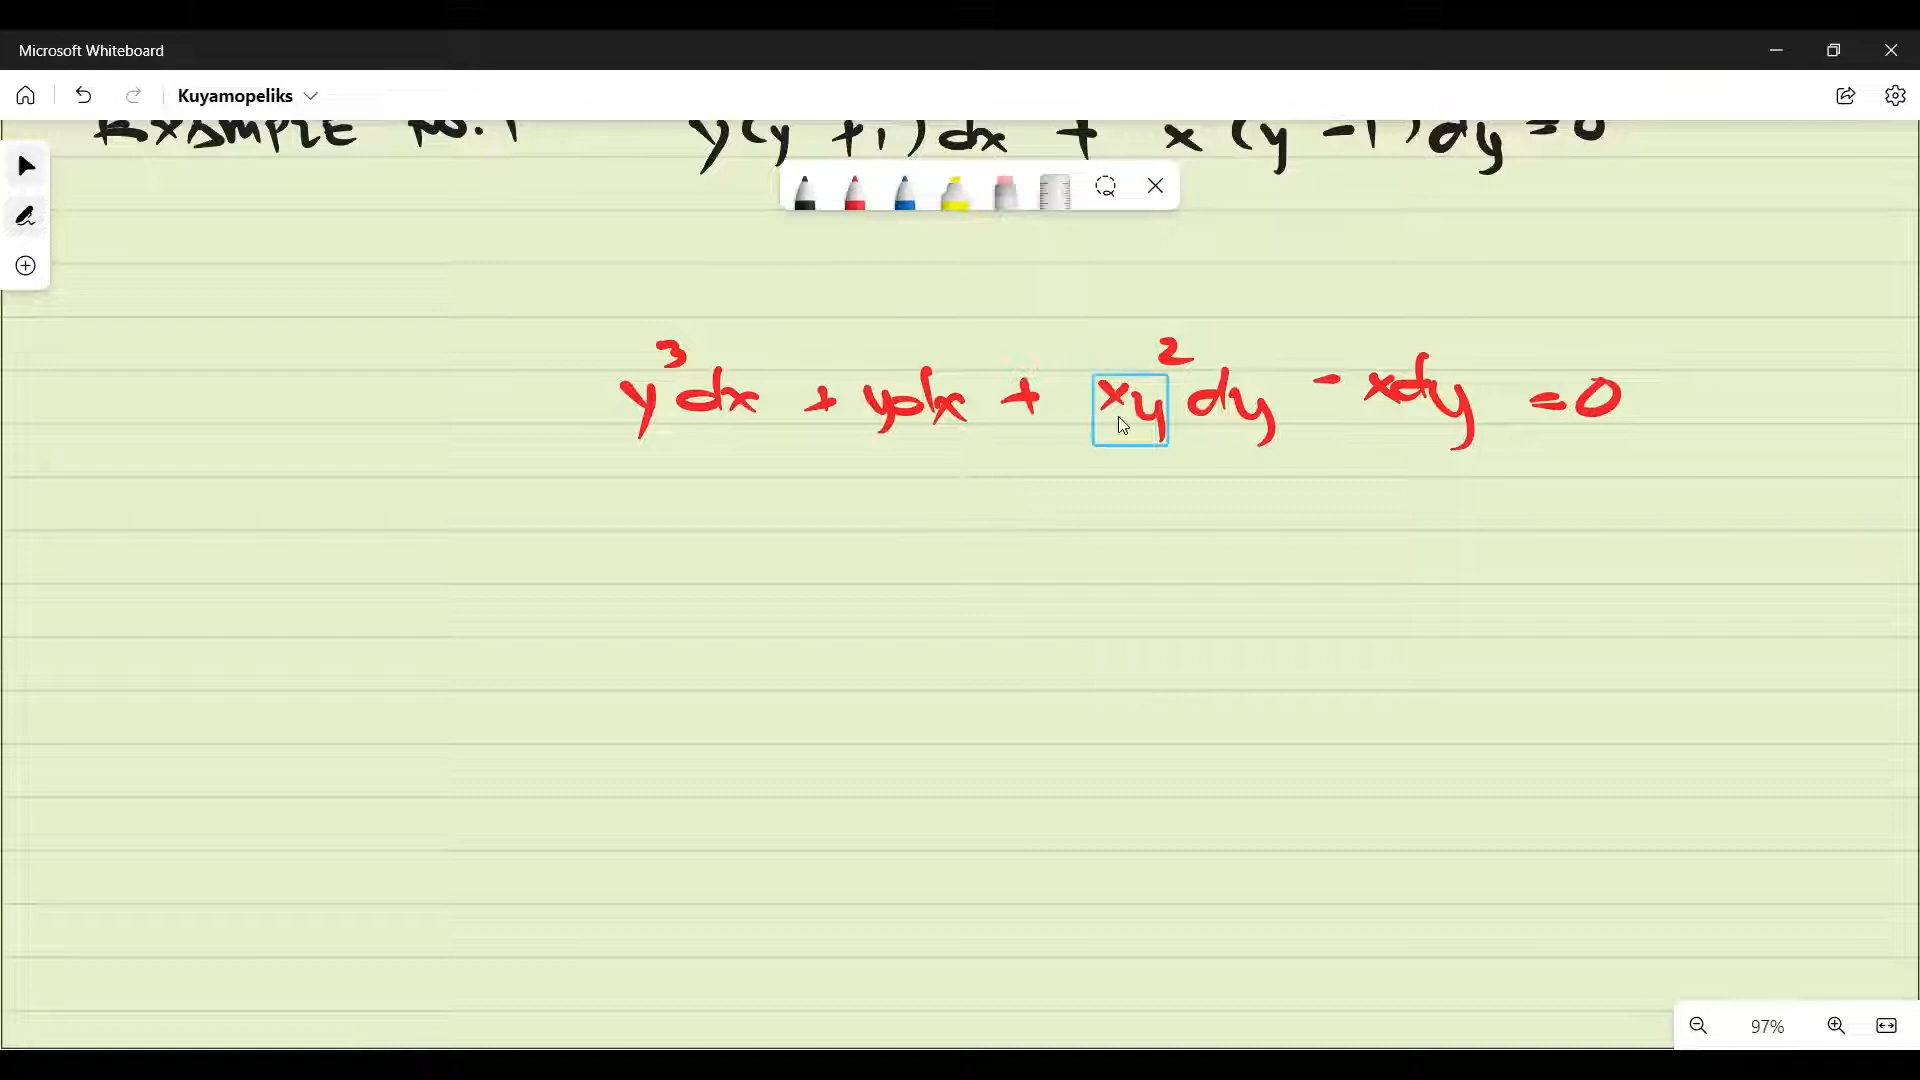 Microsoft Whiteboard
Kuyamopeliks
Example No. 1 y(y +1)dx + x (y -1)dy=0
y³dx + ydx + xy²dy - xdy =0
97%